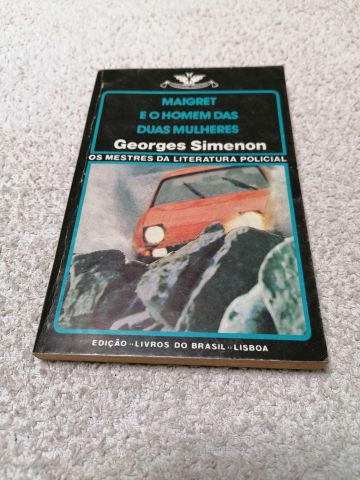 MAIGRET
E O HOMEM DAS
DUAS MULHERES
Georges Simenon
OS MESTRES DA LITERATURA POLICIAL
EDIÇÃO ·· LIVROS DO BRASIL ·· LISBOA